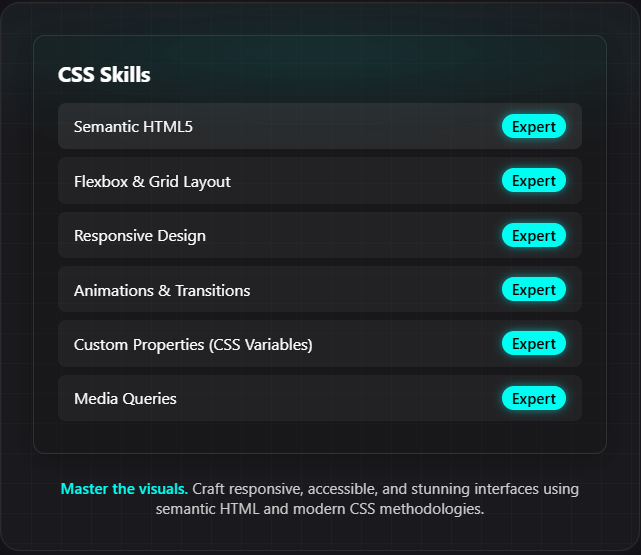 CSS Skills
Semantic HTML5 Expert
Flexbox & Grid Layout Expert
Responsive Design Expert
Animations & Transitions Expert
Custom Properties (CSS Variables) Expert
Media Queries Expert
Master the visuals. Craft responsive, accessible, and stunning interfaces using
semantic HTML and modern CSS methodologies.